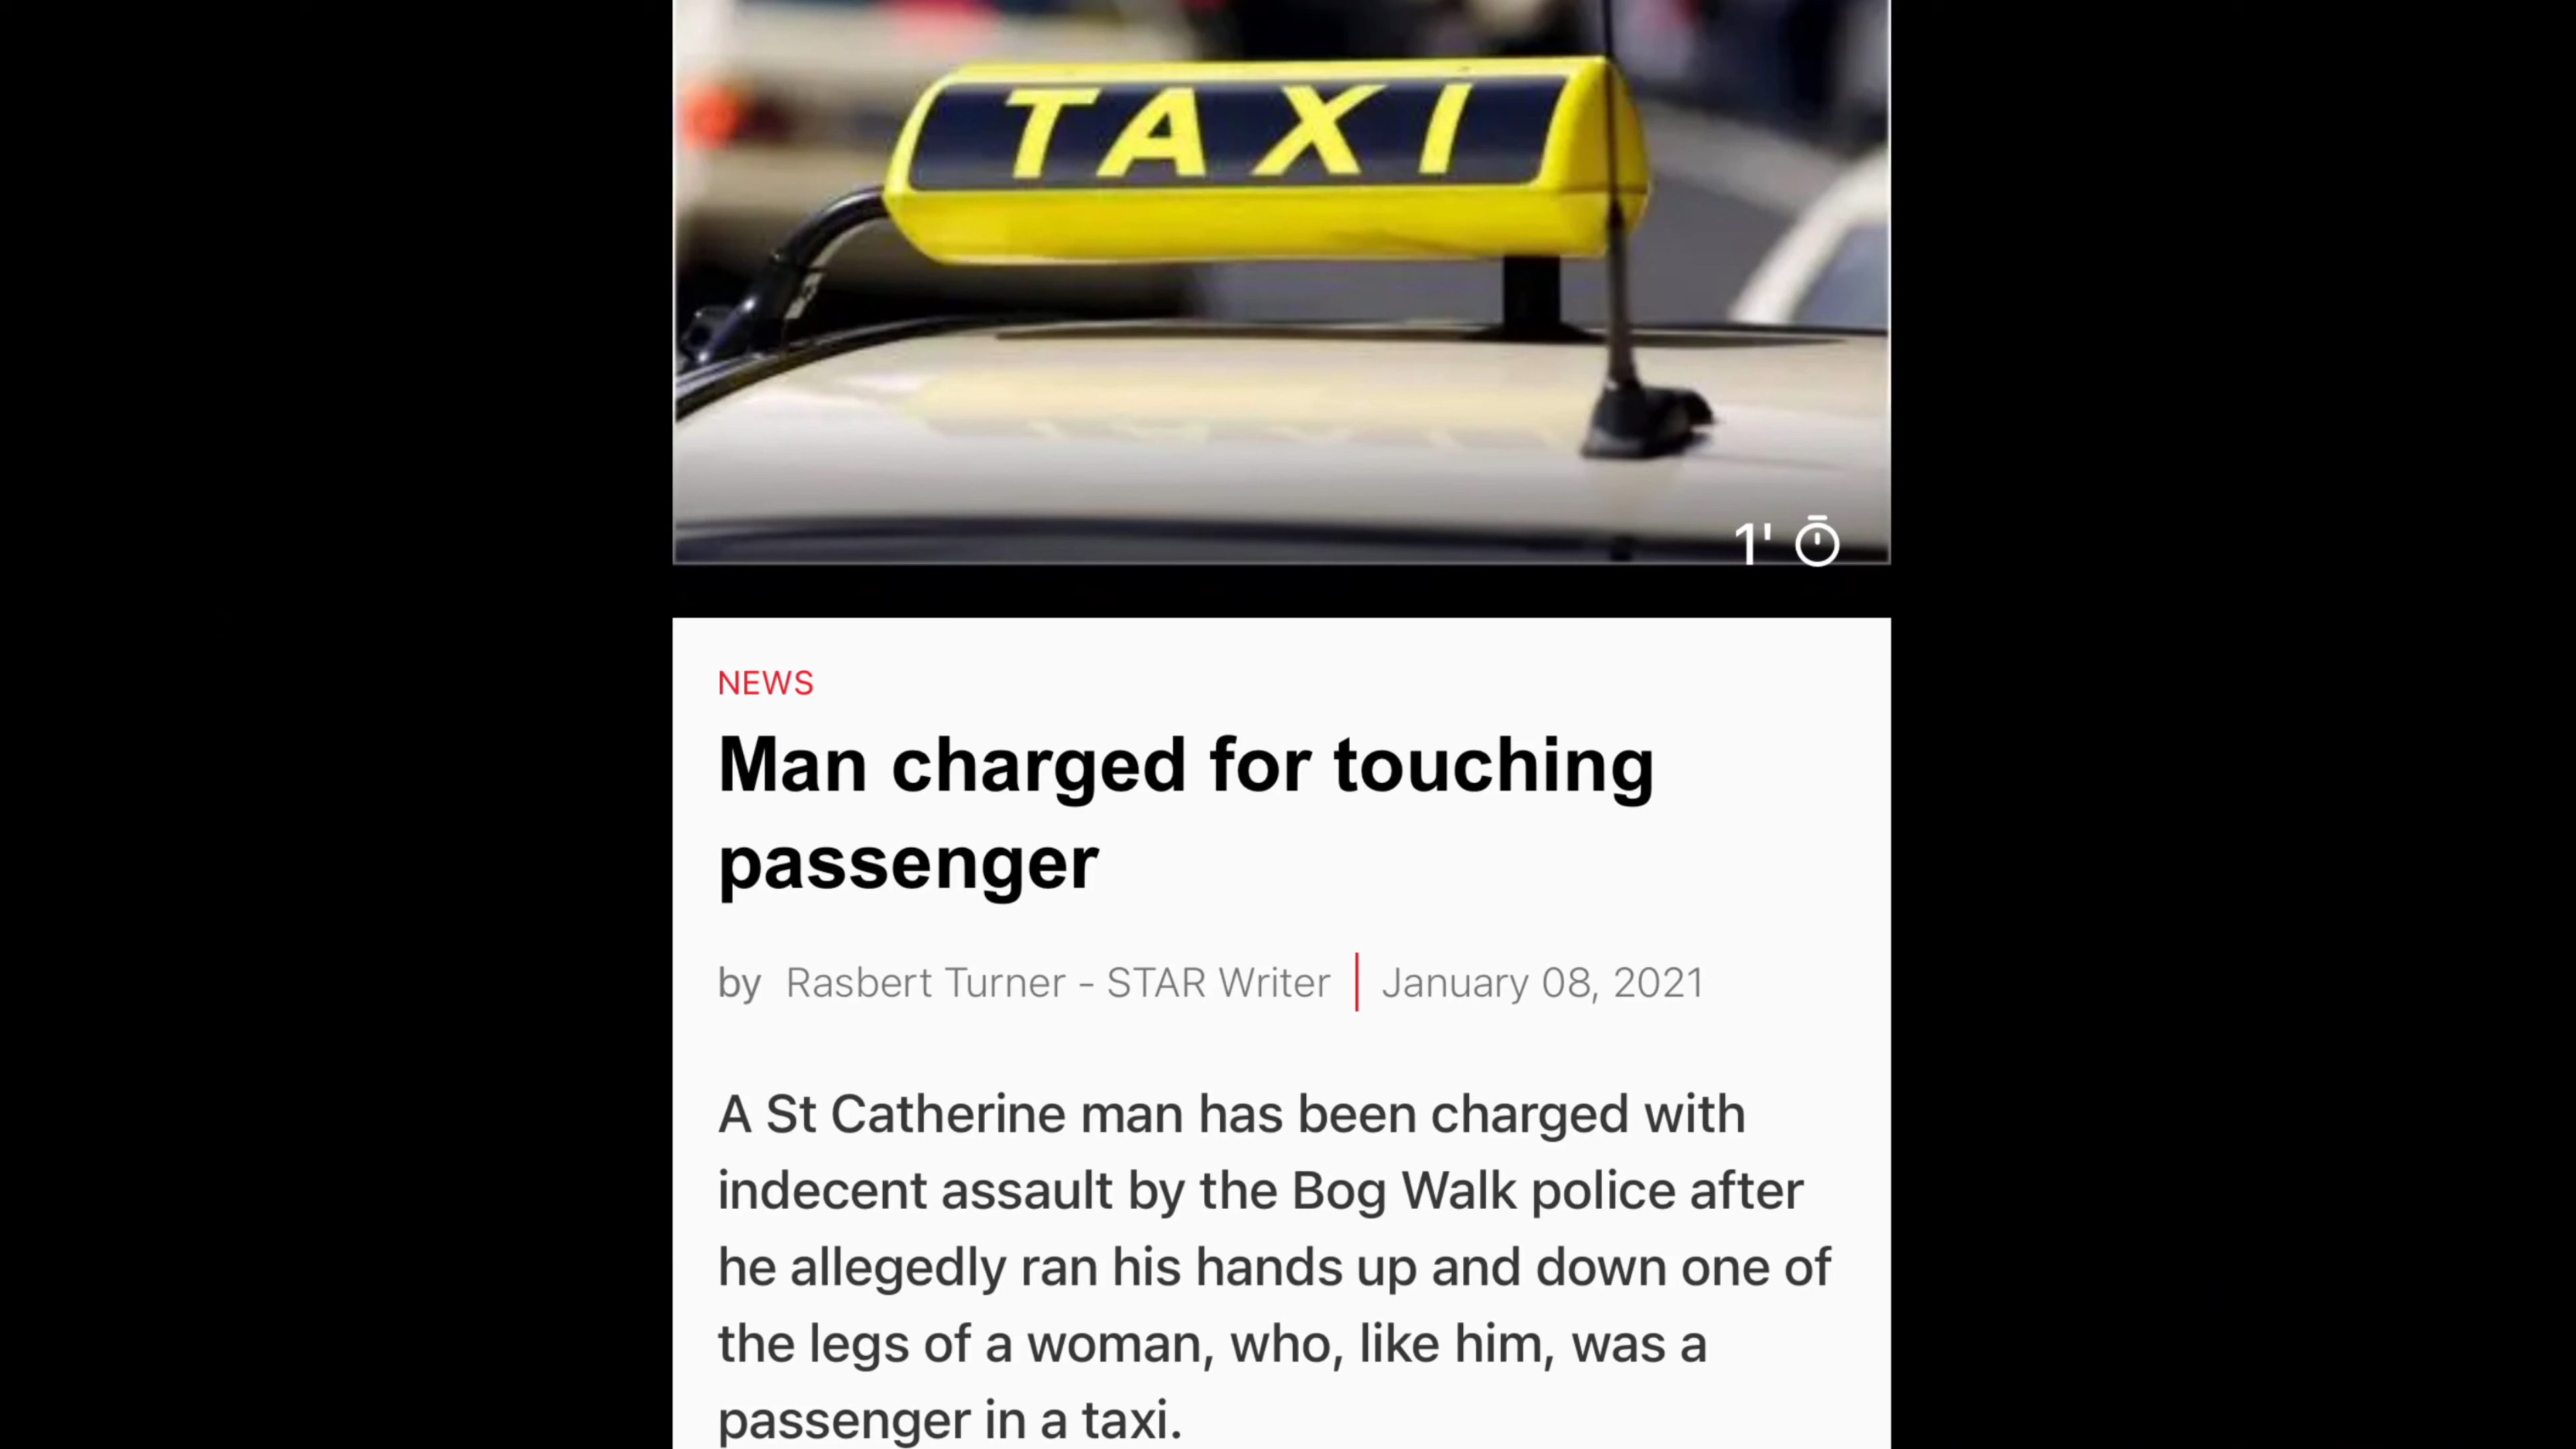 TAXI
1'
NEWS
Man charged for touching
passenger
by Rasbert Turner - STAR Writer | January 08, 2021
A St Catherine man has been charged with
indecent assault by the Bog Walk police after
he allegedly ran his hands up and down one of
the legs of a woman, who, like him, was a
passenger in a taxi.